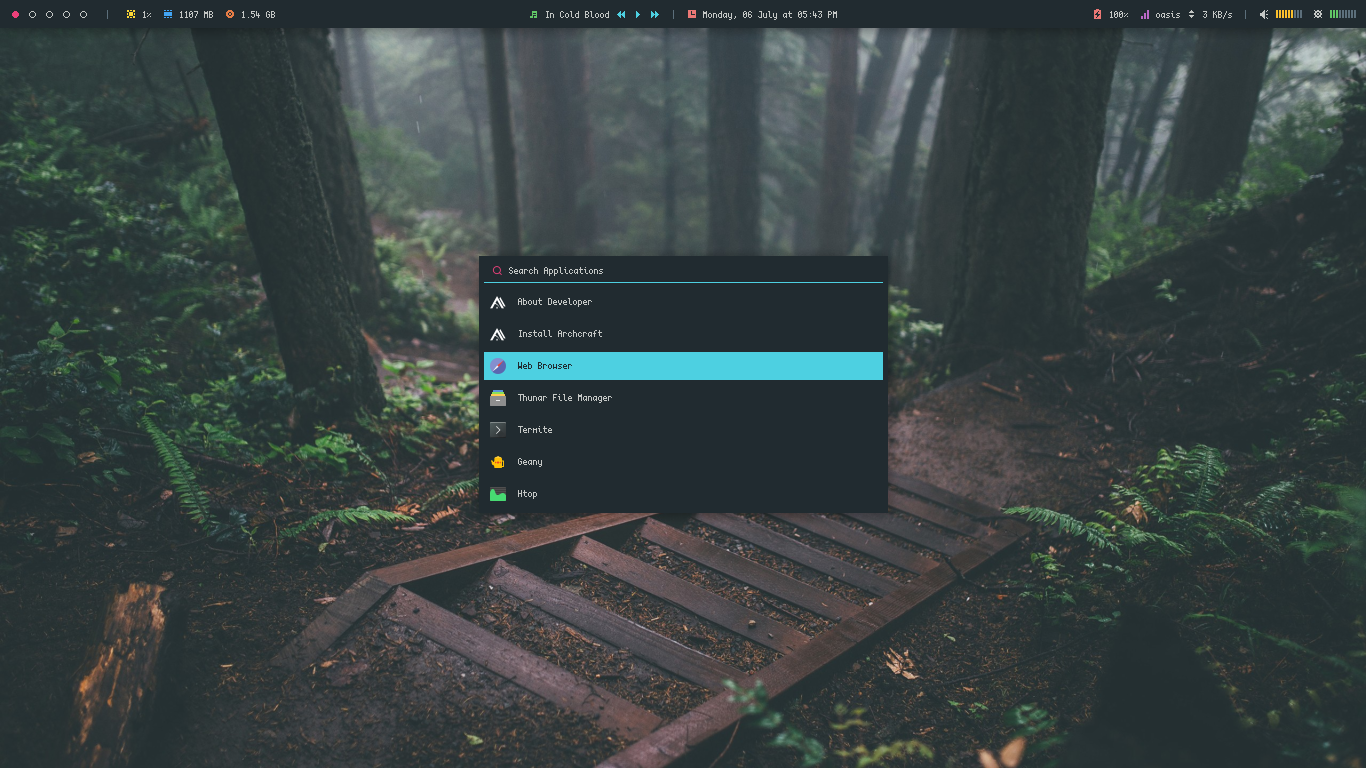 1% 1107 MB 1.54 GB In Cold Blood Monday, 06 July at 05:43 PM 100% oasis 3 KB/s
Search Applications
About Developer
Install Archcraft
Web Browser
Thunar File Manager
Termite
Geany
Htop